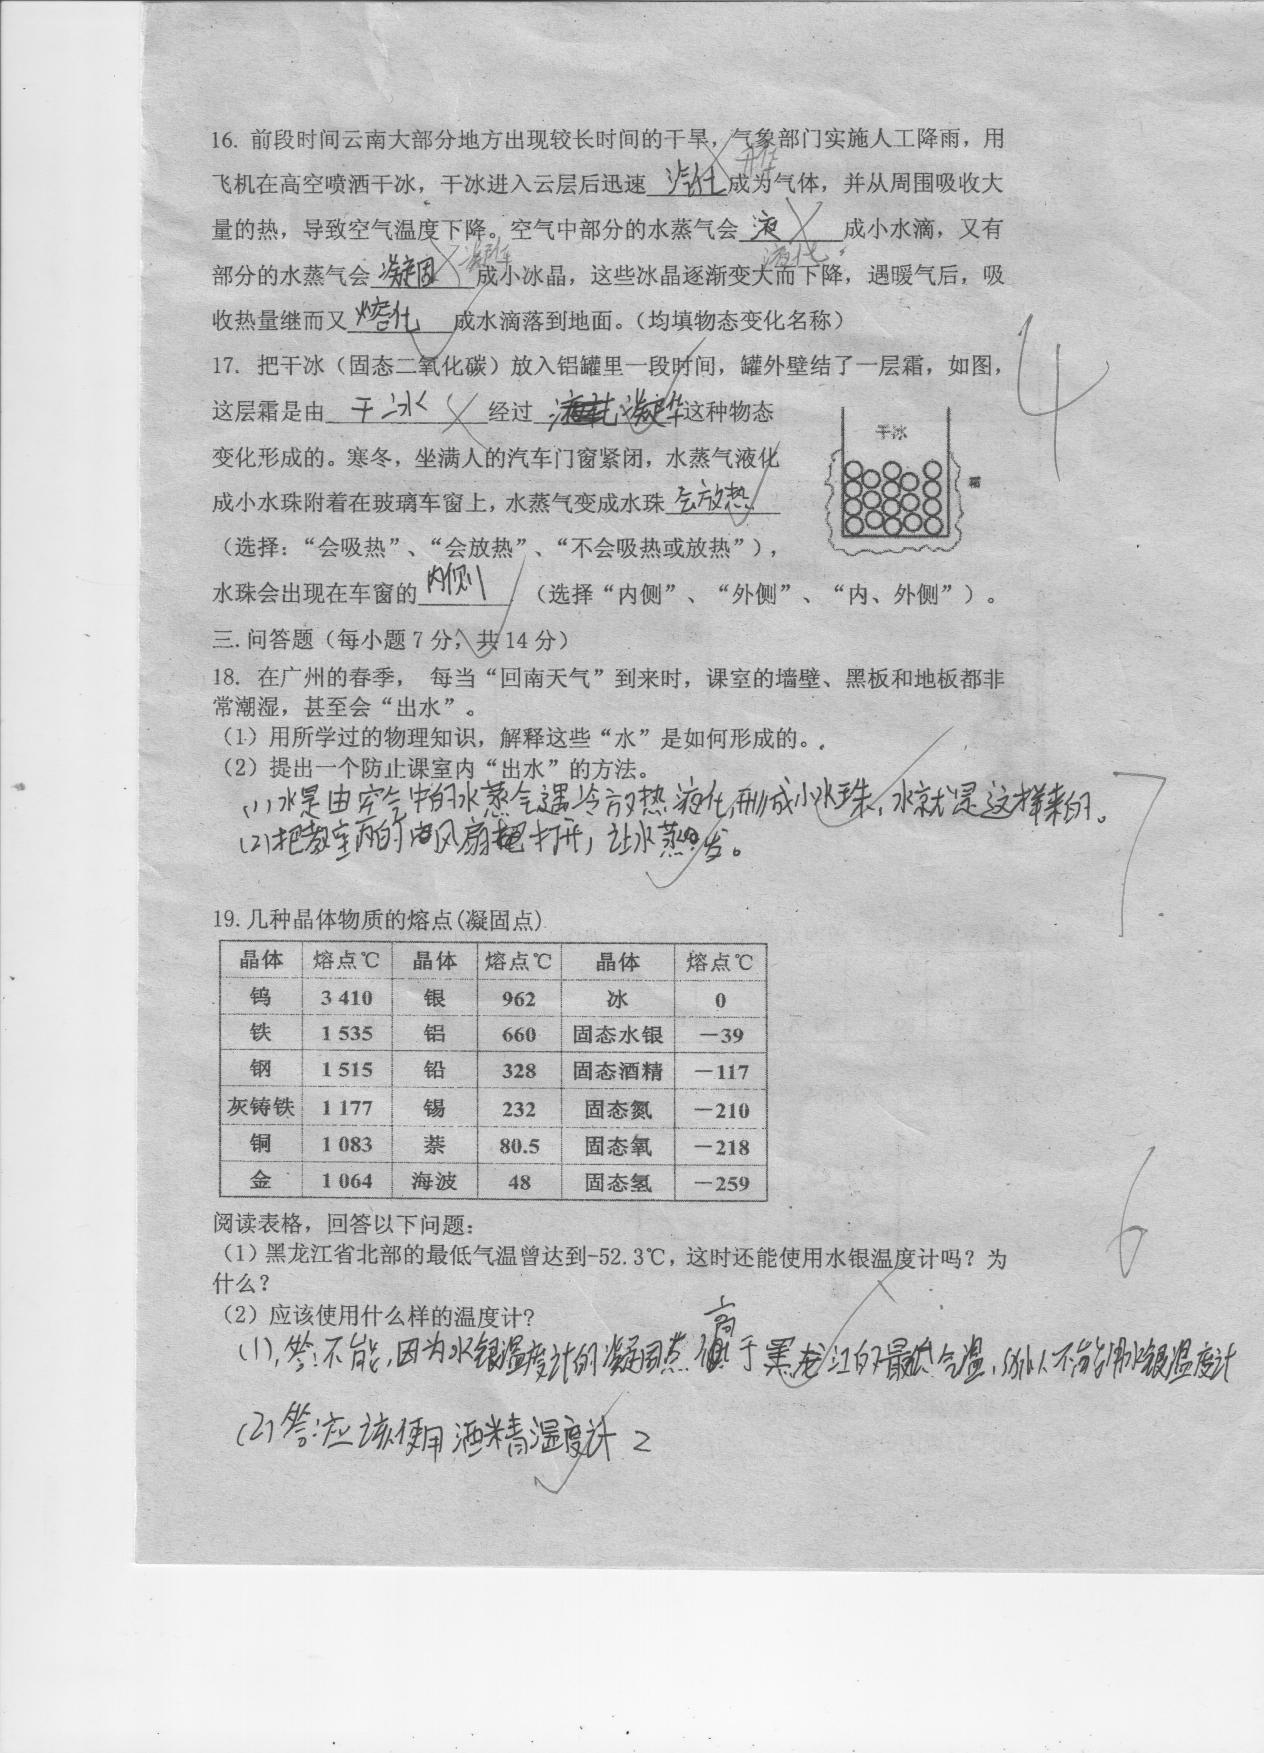 16. 前段时间云南大部分地方出现较长时间的干旱，气象部门实施人工降雨，用
升华
飞机在高空喷洒干冰，干冰进入云层后迅速 汽化 成为气体，并从周围吸收大
量的热，导致空气温度下降。空气中部分的水蒸气会 液 成小水滴，又有
凝华 液化
部分的水蒸气会 凝固 成小冰晶，这些冰晶逐渐变大而下降，遇暖气后，吸
收热量继而又 熔化 成水滴落到地面。（均填物态变化名称）
4
17. 把干冰（固态二氧化碳）放入铝罐里一段时间，罐外壁结了一层霜，如图，
这层霜是由 干冰 经过 凝华 这种物态
变化形成的。寒冬，坐满人的汽车门窗紧闭，水蒸气液化
成小水珠附着在玻璃车窗上，水蒸气变成水珠 会放热
（选择：“会吸热”、“会放热”、“不会吸热或放热”），
水珠会出现在车窗的 内侧 （选择“内侧”、“外侧”、“内、外侧”）。
干冰
霜
三.问答题（每小题7分，共14分）
18. 在广州的春季， 每当“回南天气”到来时，课室的墙壁、黑板和地板都非
常潮湿，甚至会“出水”。
（1）用所学过的物理知识，解释这些“水”是如何形成的。
（2）提出一个防止课室内“出水”的方法。
(1)水是由空气中的水蒸气遇冷放热液化,形成小水珠,水就是这样来的。
(2)把教室内的风扇打开，让水蒸发。
7
19.几种晶体物质的熔点(凝固点)
晶体 熔点℃ 晶体 熔点℃ 晶体 熔点℃
钨 3 410 银 962 冰 0
铁 1 535 铝 660 固态水银 －39
钢 1 515 铅 328 固态酒精 －117
灰铸铁 1 177 锡 232 固态氮 －210
铜 1 083 萘 80.5 固态氧 －218
金 1 064 海波 48 固态氢 －259
阅读表格，回答以下问题：
（1）黑龙江省北部的最低气温曾达到-52.3℃，这时还能使用水银温度计吗？为
什么？
6
（2）应该使用什么样的温度计？
(1),答:不能,因为水银温度计的凝固点高于黑龙江的最低气温,所以不能用水银温度计
(2)答:应该使用酒精温度计 2